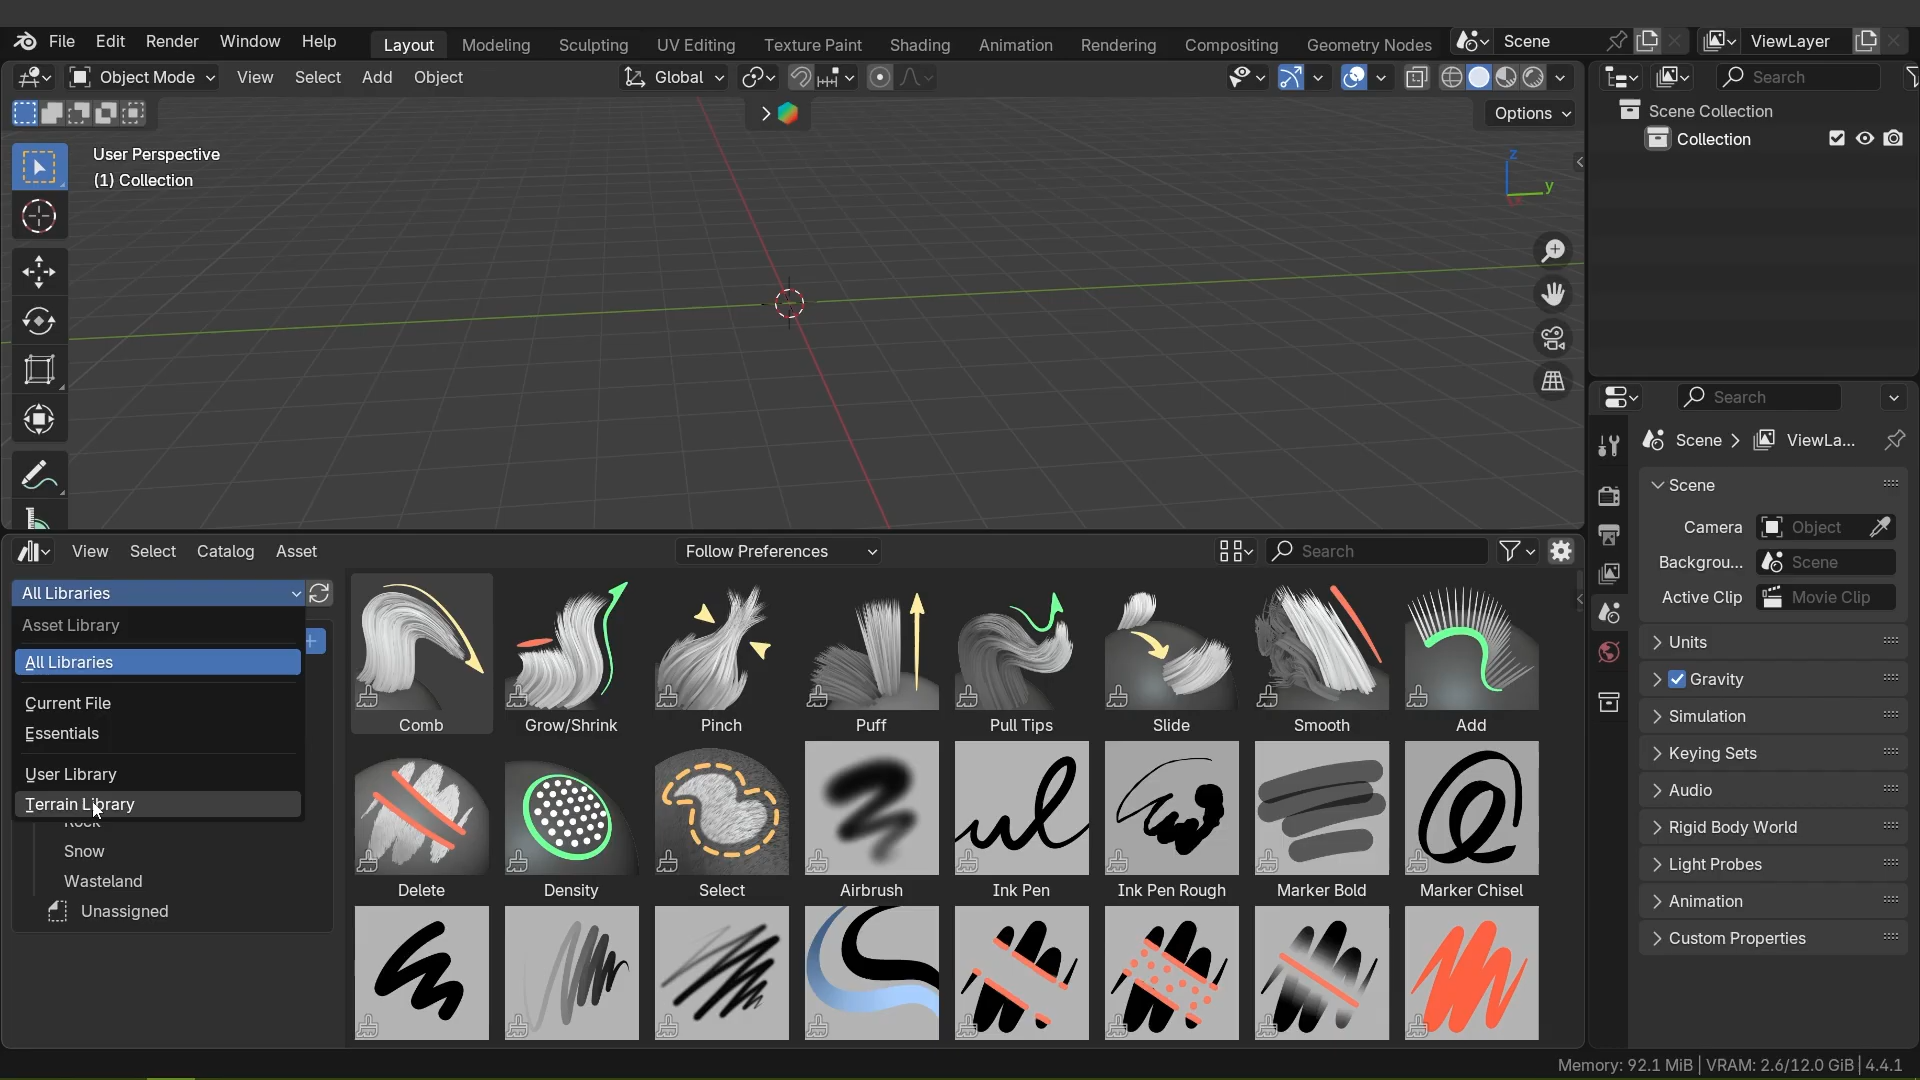 File Edit Render Window Help Layout Modeling Sculpting UV Editing Texture Paint Shading Animation Rendering Compositing Geometry Nodes Scene ViewLayer
Object Mode View Select Add Object Global Search
Options
User Perspective
(1) Collection
z
y
Scene Collection
Collection
Search
Scene ViewLa...
Scene
Camera Object
Backgrou... Scene
Active Clip Movie Clip
Units
Gravity
Simulation
Keying Sets
Audio
Rigid Body World
Light Probes
Animation
Custom Properties
View Select Catalog Asset Follow Preferences Search
All Libraries
Asset Library
All Libraries
Current File
Essentials
User Library
Terrain Library
Rock
Snow
Wasteland
Unassigned
Comb Grow/Shrink Pinch Puff Pull Tips Slide Smooth Add
Delete Density Select Airbrush Ink Pen Ink Pen Rough Marker Bold Marker Chisel
Memory: 92.1 MiB | VRAM: 2.6/12.0 GiB | 4.4.1